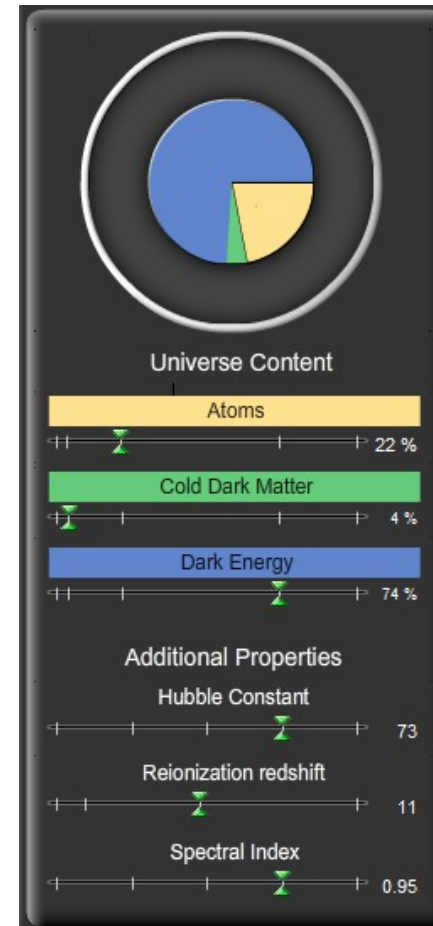 Universe Content
Atoms
22 %
Cold Dark Matter
4 %
Dark Energy
74 %
Additional Properties
Hubble Constant
73
Reionization redshift
11
Spectral Index
0.95